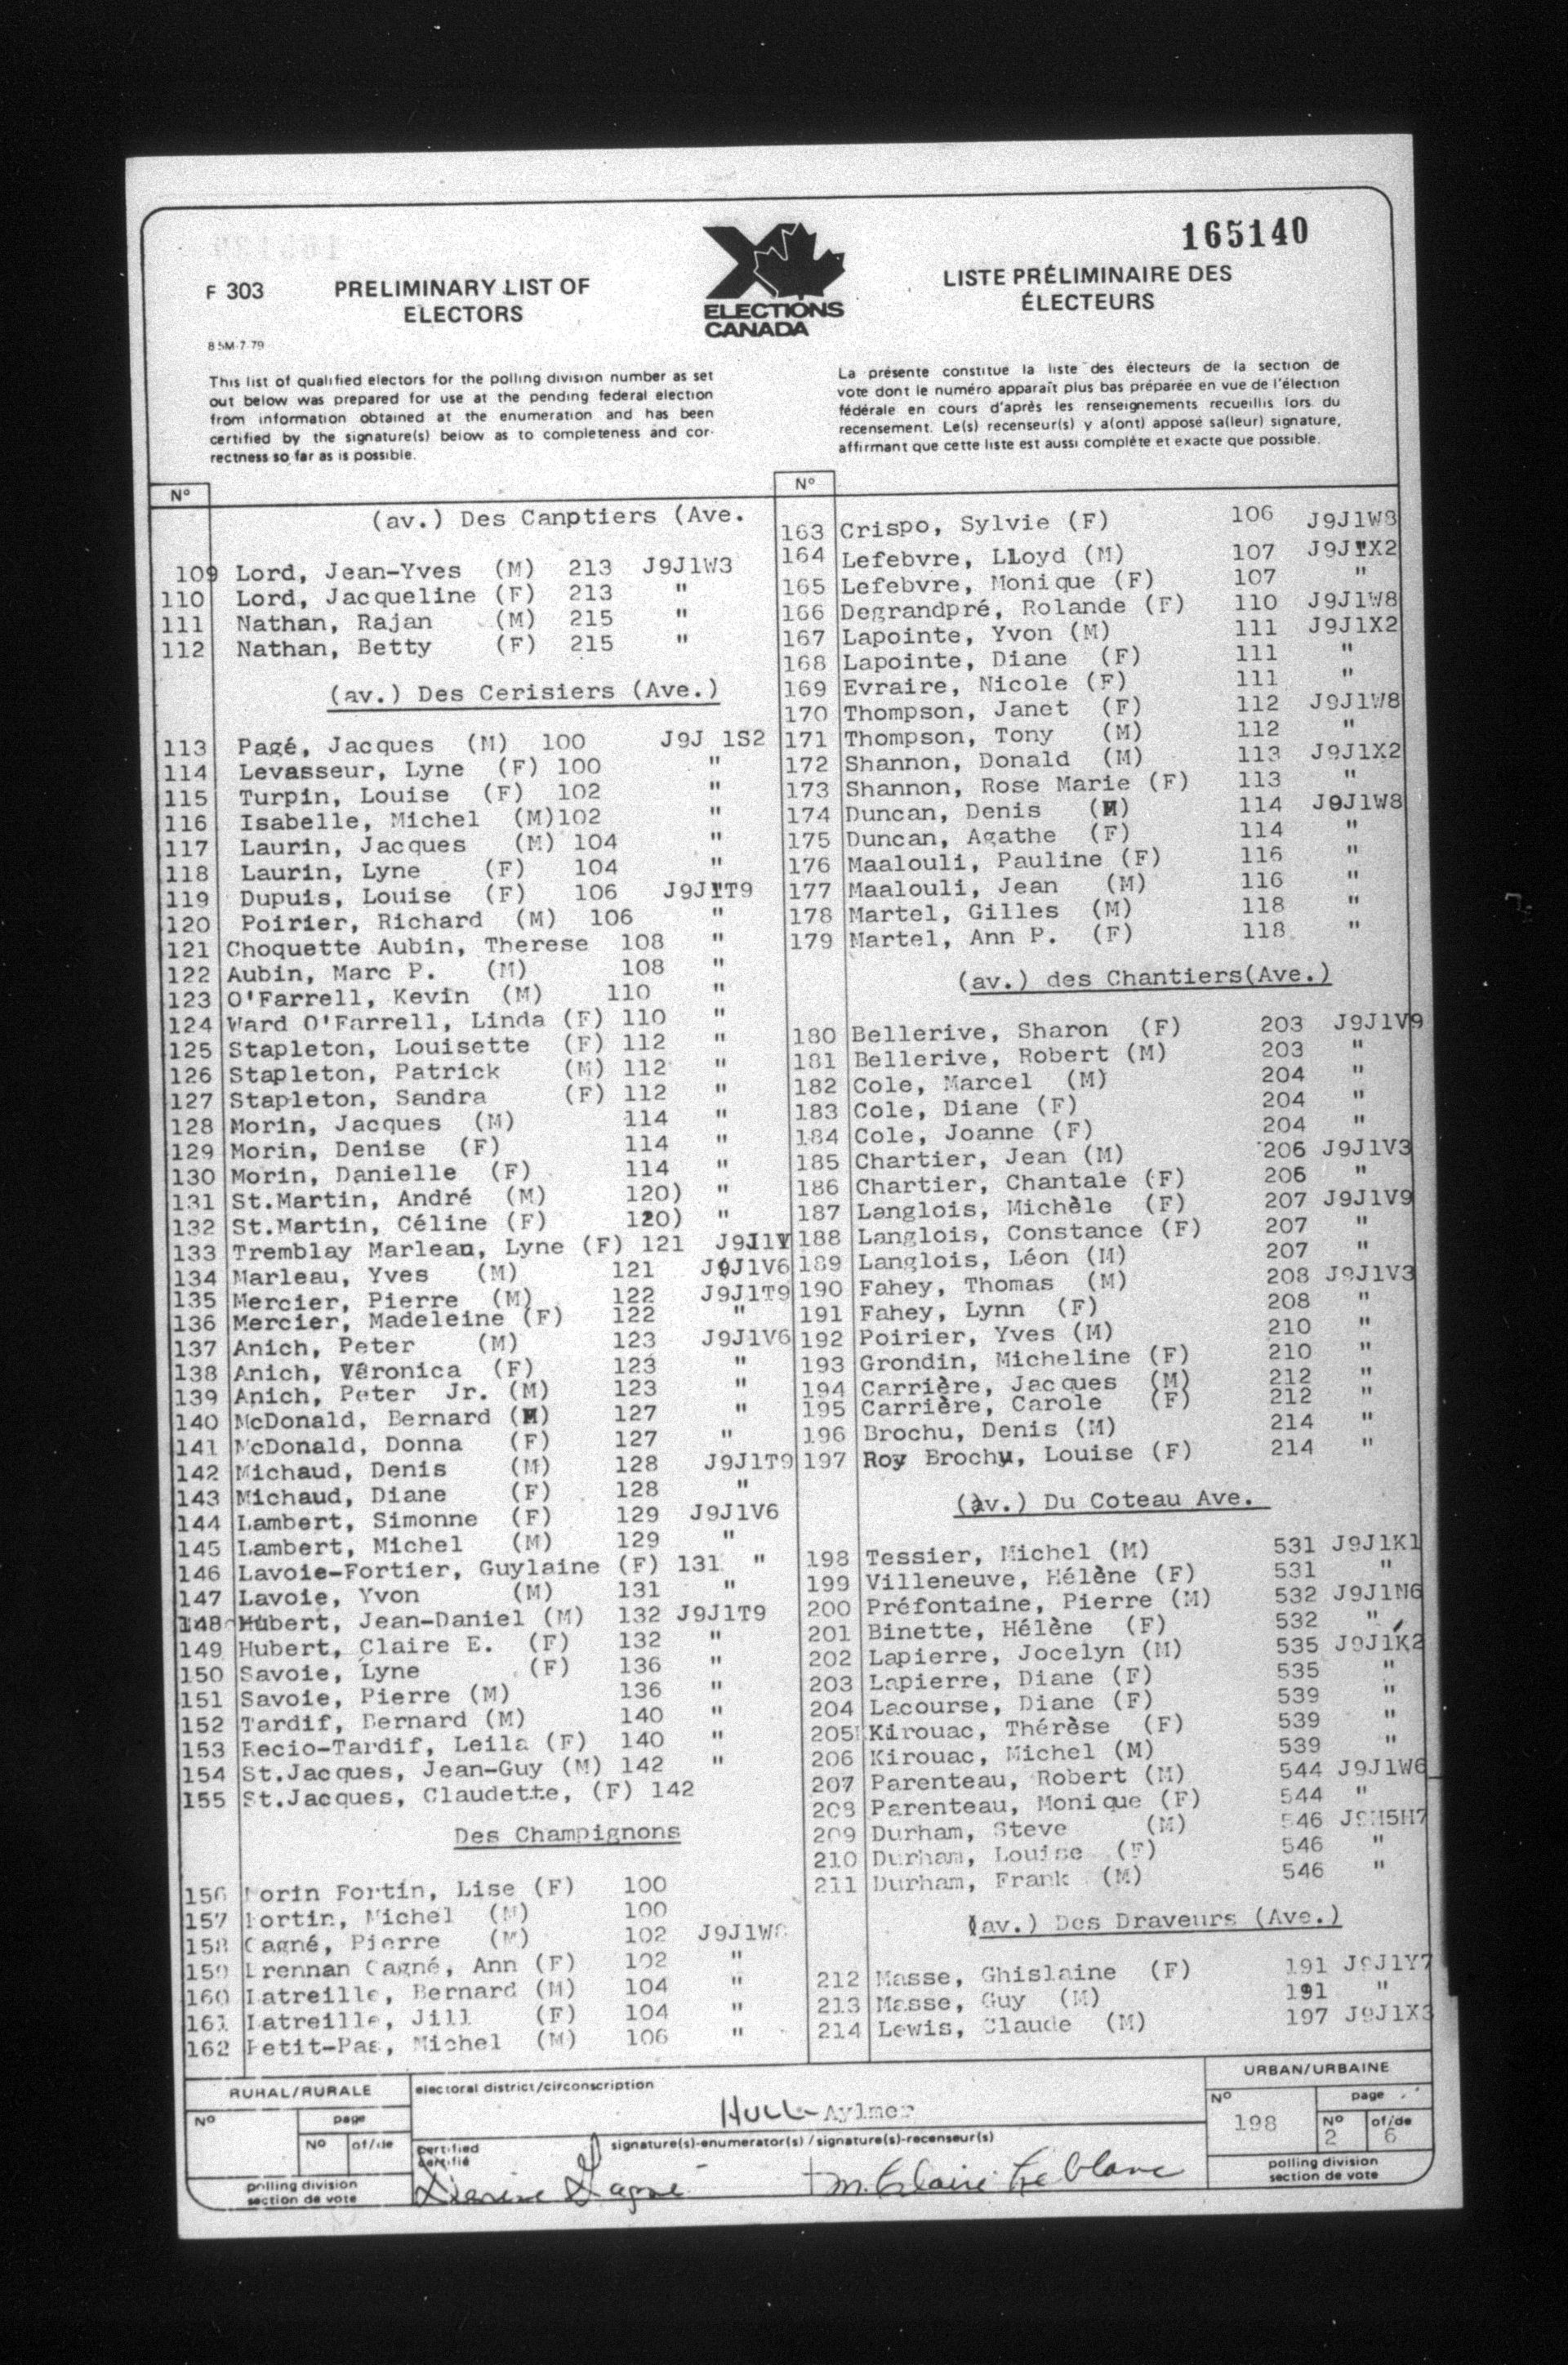 165140
F 303
PRELIMINARY LIST OF
ELECTORS
85M-7-79
ELECTIONS
CANADA
LISTE PRÉLIMINAIRE DES
ÉLECTEURS
This list of qualified electors for the polling division number as set
out below was prepared for use at the pending federal election
from information obtained at the enumeration and has been
certified by the signature(s) below as to completeness and cor-
rectness so far as is possible.
La présente constitue la liste des électeurs de la section de
vote dont le numéro apparaît plus bas préparée en vue de l'élection
fédérale en cours d'après les renseignements recueillis lors du
recensement. Le(s) recenseur(s) y a(ont) apposé sa(leur) signature,
affirmant que cette liste est aussi complète et exacte que possible.
Nº
(av.) Des Canptiers (Ave.
109 Lord, Jean-Yves (M) 213 J9J1W3
110 Lord, Jacqueline (F) 213 "
111 Nathan, Rajan (M) 215 "
112 Nathan, Betty (F) 215 "
(av.) Des Cerisiers (Ave.)
113 Pagé, Jacques (M) 100 J9J 1S2
114 Levasseur, Lyne (F) 100 "
115 Turpin, Louise (F) 102 "
116 Isabelle, Michel (M)102 "
117 Laurin, Jacques (M) 104 "
118 Laurin, Lyne (F) 104 "
119 Dupuis, Louise (F) 106 J9J1T9
120 Poirier, Richard (M) 106 "
121 Choquette Aubin, Therese 108 "
122 Aubin, Marc P. (M) 108 "
123 O'Farrell, Kevin (M) 110 "
124 Ward O'Farrell, Linda (F) 110 "
125 Stapleton, Louisette (F) 112 "
126 Stapleton, Patrick (M) 112 "
127 Stapleton, Sandra (F) 112 "
128 Morin, Jacques (M) 114 "
129 Morin, Denise (F) 114 "
130 Morin, Danielle (F) 114 "
131 St.Martin, André (M) 120) "
132 St.Martin, Céline (F) 120) "
133 Tremblay Marleau, Lyne (F) 121
134 Marleau, Yves (M) 121 J9J1V6
135 Mercier, Pierre (M) 122 J9J1T9
136 Mercier, Madeleine (F) 122 "
137 Anich, Peter (M) 123 J9J1V6
138 Anich, Véronica (F) 123 "
139 Anich, Peter Jr. (M) 123 "
140 McDonald, Bernard (M) 127 "
141 McDonald, Donna (F) 127 "
142 Michaud, Denis (M) 128 J9J1T9
143 Michaud, Diane (F) 128 "
144 Lambert, Simonne (F) 129 J9J1V6
145 Lambert, Michel (M) 129 "
146 Lavoie-Fortier, Guylaine (F) 131 "
147 Lavoie, Yvon (M) 131 "
148 Hubert, Jean-Daniel (M) 132 J9J1T9
149 Hubert, Claire E. (F) 132 "
150 Savoie, Lyne (F) 136 "
151 Savoie, Pierre (M) 136 "
152 Tardif, Bernard (M) 140 "
153 Recio-Tardif, Leila (F) 140 "
154 St.Jacques, Jean-Guy (M) 142 "
155 St.Jacques, Claudette, (F) 142
Des Champignons
156 Fortin, Lise (F) 100
157 Fortin, Michel (M) 100
158 Gagné, Pierre (M) 102 J9J1W8
159 Brennan Gagné, Ann (F) 102 "
160 Latreille, Bernard (M) 104 "
161 Latreille, Jill (F) 104 "
162 Petit-Pas, Michel (M) 106 "
Nº
163 Crispo, Sylvie (F) 106 J9J1W8
164 Lefebvre, LLoyd (M) 107 J9J1X2
165 Lefebvre, Monique (F) 107 "
166 Degrandpré, Rolande (F) 110 J9J1W8
167 Lapointe, Yvon (M) 111 J9J1X2
168 Lapointe, Diane (F) 111 "
169 Evraire, Nicole (F) 111 "
170 Thompson, Janet (F) 112 J9J1W8
171 Thompson, Tony (M) 112 "
172 Shannon, Donald (M) 113 J9J1X2
173 Shannon, Rose Marie (F) 113 "
174 Duncan, Denis (M) 114 J9J1W8
175 Duncan, Agathe (F) 114 "
176 Maalouli, Pauline (F) 116 "
177 Maalouli, Jean (M) 116 "
178 Martel, Gilles (M) 118 "
179 Martel, Ann P. (F) 118 "
(av.) des Chantiers(Ave.)
180 Bellerive, Sharon (F) 203 J9J1V9
181 Bellerive, Robert (M) 203 "
182 Cole, Marcel (M) 204 "
183 Cole, Diane (F) 204 "
184 Cole, Joanne (F) 204 "
185 Chartier, Jean (M) 206 J9J1V3
186 Chartier, Chantale (F) 206 "
187 Langlois, Michèle (F) 207 J9J1V9
188 Langlois, Constance (F) 207 "
189 Langlois, Léon (M) 207 "
190 Fahey, Thomas (M) 208 J9J1V3
191 Fahey, Lynn (F) 208 "
192 Poirier, Yves (M) 210 "
193 Grondin, Micheline (F) 210 "
194 Carrière, Jacques (M) 212 "
195 Carrière, Carole (F) 212 "
196 Brochu, Denis (M) 214 "
197 Roy Brochu, Louise (F) 214 "
(av.) Du Coteau Ave.
198 Tessier, Michel (M) 531 J9J1K1
199 Villeneuve, Hélène (F) 531 "
200 Préfontaine, Pierre (M) 532 J9J1N6
201 Binette, Hélène (F) 532 "
202 Lapierre, Jocelyn (M) 535 J9J1K2
203 Lapierre, Diane (F) 535 "
204 Lacourse, Diane (F) 539 "
205 Kirouac, Thérèse (F) 539 "
206 Kirouac, Michel (M) 539 "
207 Parenteau, Robert (M) 544 J9J1W6
208 Parenteau, Monique (F) 544 "
209 Durham, Steve (M) 546 J9H5H7
210 Durham, Louise (F) 546 "
211 Durham, Frank (M) 546 "
(av.) Des Draveurs (Ave.)
212 Masse, Ghislaine (F) 191 J9J1Y7
213 Masse, Guy (M) 191 "
214 Lewis, Claude (M) 197 J9J1X3
RURAL/RURALE
Nº
page
Nº of/de
polling division
section de vote
electoral district/circonscription
HULL-Aylmer
certified
certifié
signature(s)-enumerator(s) / signature(s)-recenseur(s)
M. Claire Leblanc
URBAN/URBAINE
Nº
198
page
Nº of/de
2 6
polling division
section de vote